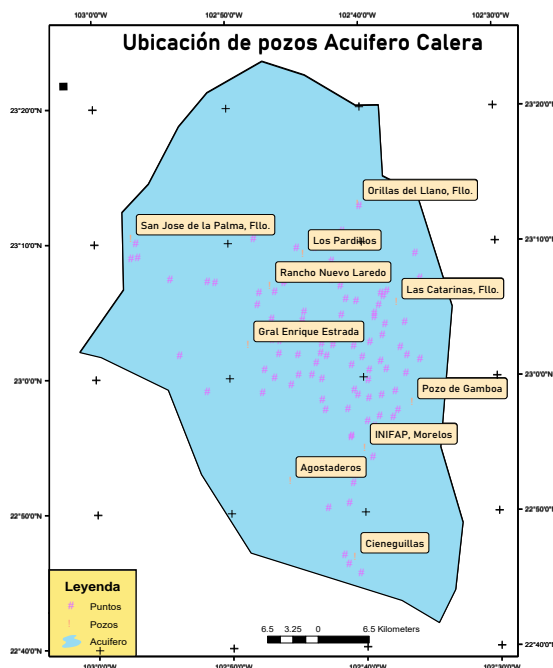 Ubicación de pozos Acuifero Calera
103°0'0"W 102°50'0"W 102°40'0"W 102°30'0"W
23°20'0"N 23°20'0"N
Orillas del Llano, Fllo.
San Jose de la Palma, Fllo.
Los Pardillos
23°10'0"N 23°10'0"N
Rancho Nuevo Laredo
Las Catarinas, Fllo.
Gral Enrique Estrada
23°0'0"N 23°0'0"N
Pozo de Gamboa
INIFAP, Morelos
Agostaderos
22°50'0"N 22°50'0"N
Cieneguillas
Leyenda
# Puntos
Pozos
Acuifero
6.5 3.25 0 6.5 Kilometers
22°40'0"N 22°40'0"N
103°0'0"W 102°50'0"W 102°40'0"W 102°30'0"W